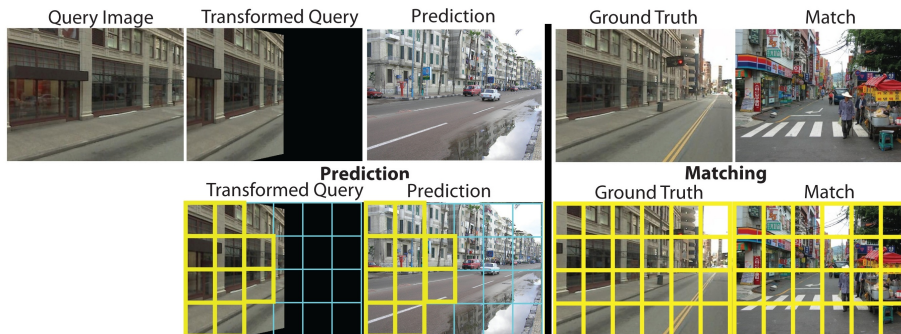 Query Image Transformed Query Prediction Ground Truth Match
Prediction Matching
Transformed Query Prediction Ground Truth Match